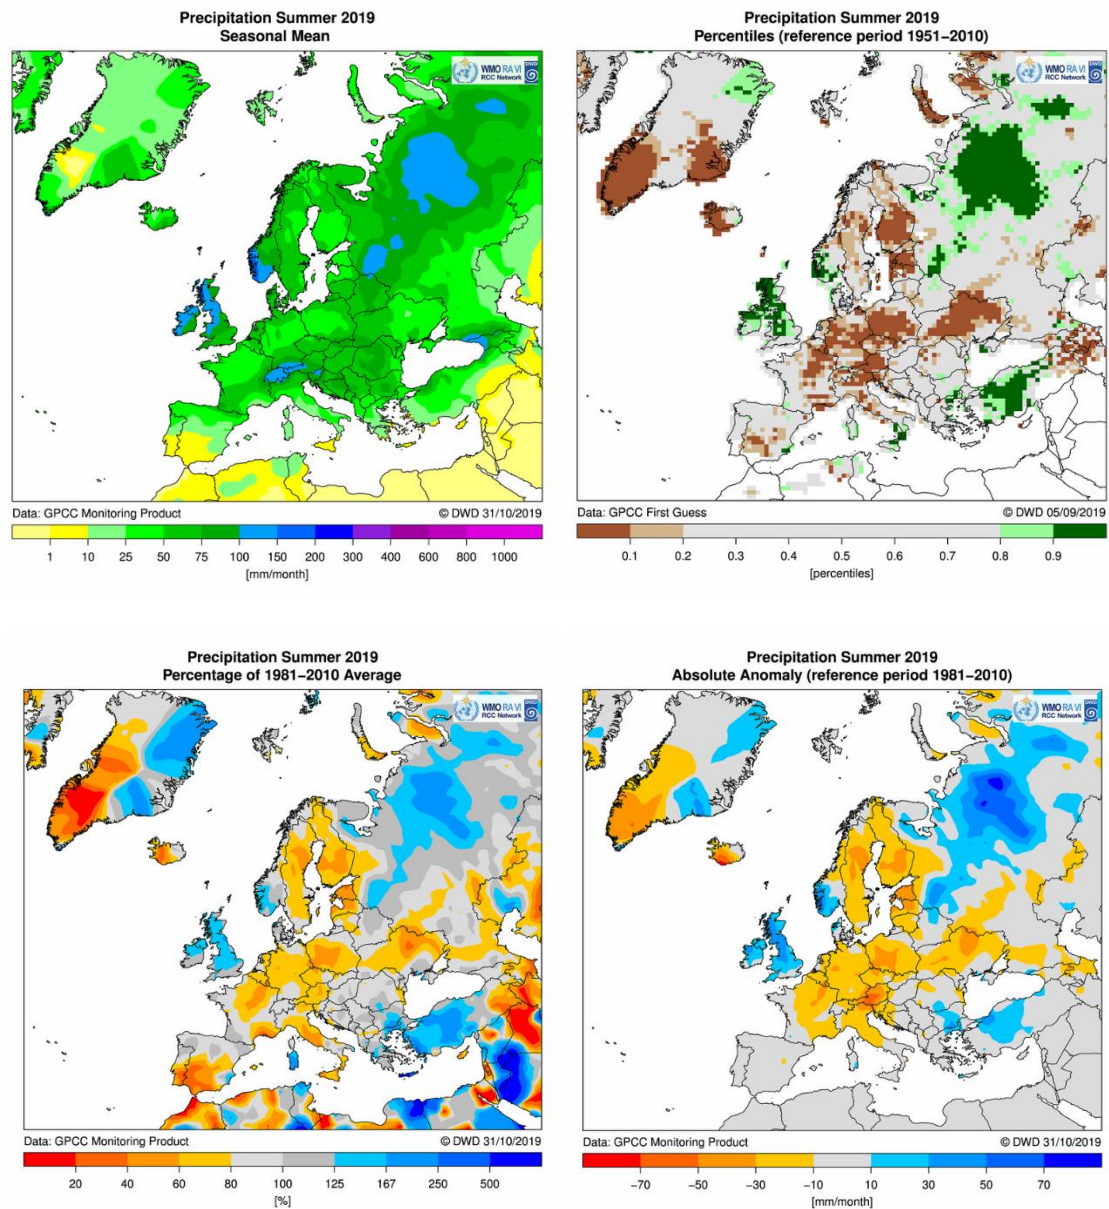 Precipitation Summer 2019
Seasonal Mean
WMO RA VI
RCC Network
DWD
Data: GPCC Monitoring Product
© DWD 31/10/2019
1 10 25 50 75 100 150 200 300 400 600 800 1000
[mm/month]
Precipitation Summer 2019
Percentiles (reference period 1951−2010)
WMO RA VI
RCC Network
DWD
Data: GPCC First Guess
© DWD 05/09/2019
0.1 0.2 0.3 0.4 0.5 0.6 0.7 0.8 0.9
[percentiles]
Precipitation Summer 2019
Percentage of 1981−2010 Average
WMO RA VI
RCC Network
DWD
Data: GPCC Monitoring Product
© DWD 31/10/2019
20 40 60 80 100 125 167 250 500
[%]
Precipitation Summer 2019
Absolute Anomaly (reference period 1981−2010)
WMO RA VI
RCC Network
DWD
Data: GPCC Monitoring Product
© DWD 31/10/2019
−70 −50 −30 −10 10 30 50 70
[mm/month]